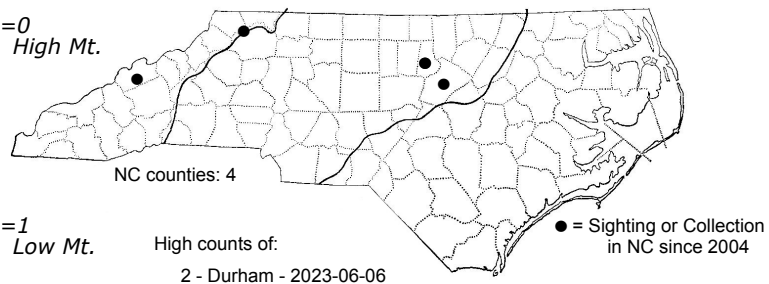 =0
High Mt.
NC counties: 4
=1
Low Mt.
High counts of:
2 - Durham - 2023-06-06
● = Sighting or Collection
in NC since 2004